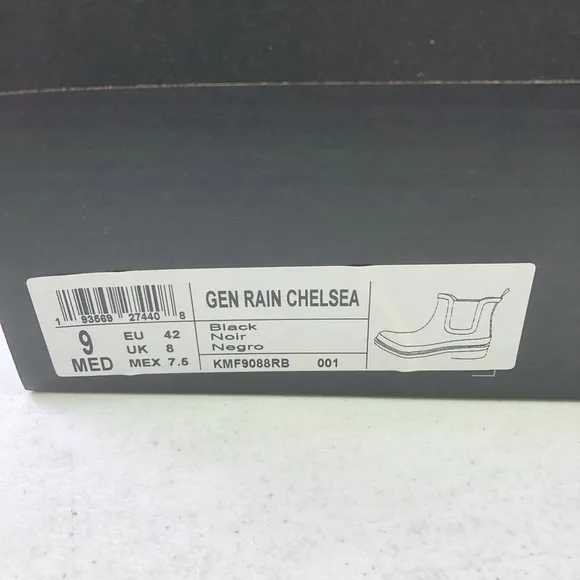 1 93569 27440 8
9 MED
EU 42
UK 8
MEX 7.5
GEN RAIN CHELSEA
Black
Noir
Negro
KMF9088RB 001